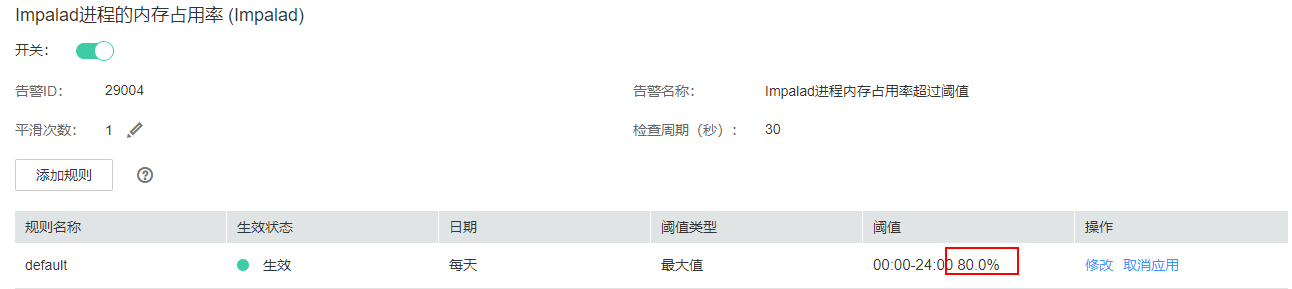 Impalad进程的内存占用率 (Impalad)
开关：
告警ID： 29004 告警名称： Impalad进程内存占用率超过阈值
平滑次数： 1 检查周期（秒）： 30
添加规则 ?
规则名称 生效状态 日期 阈值类型 阈值 操作
default 生效 每天 最大值 00:00-24:00 80.0% 修改 取消应用